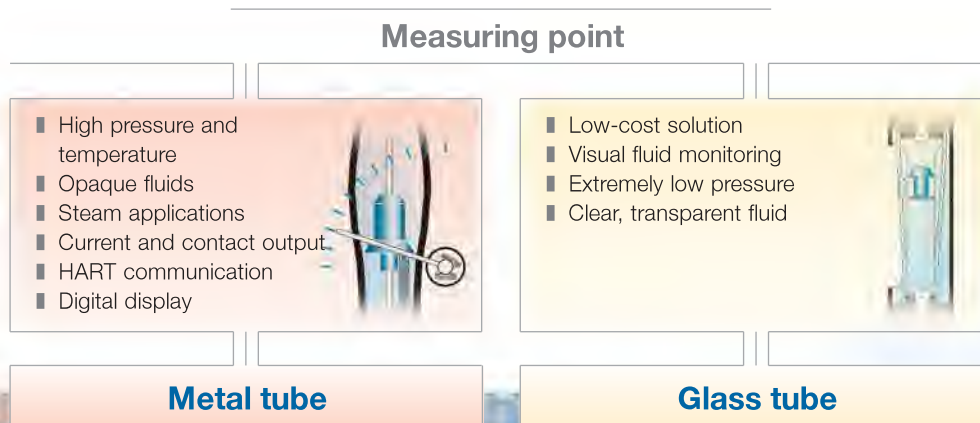 Measuring point
High pressure and
temperature
Opaque fluids
Steam applications
Current and contact output
HART communication
Digital display
Low-cost solution
Visual fluid monitoring
Extremely low pressure
Clear, transparent fluid
Metal tube
Glass tube